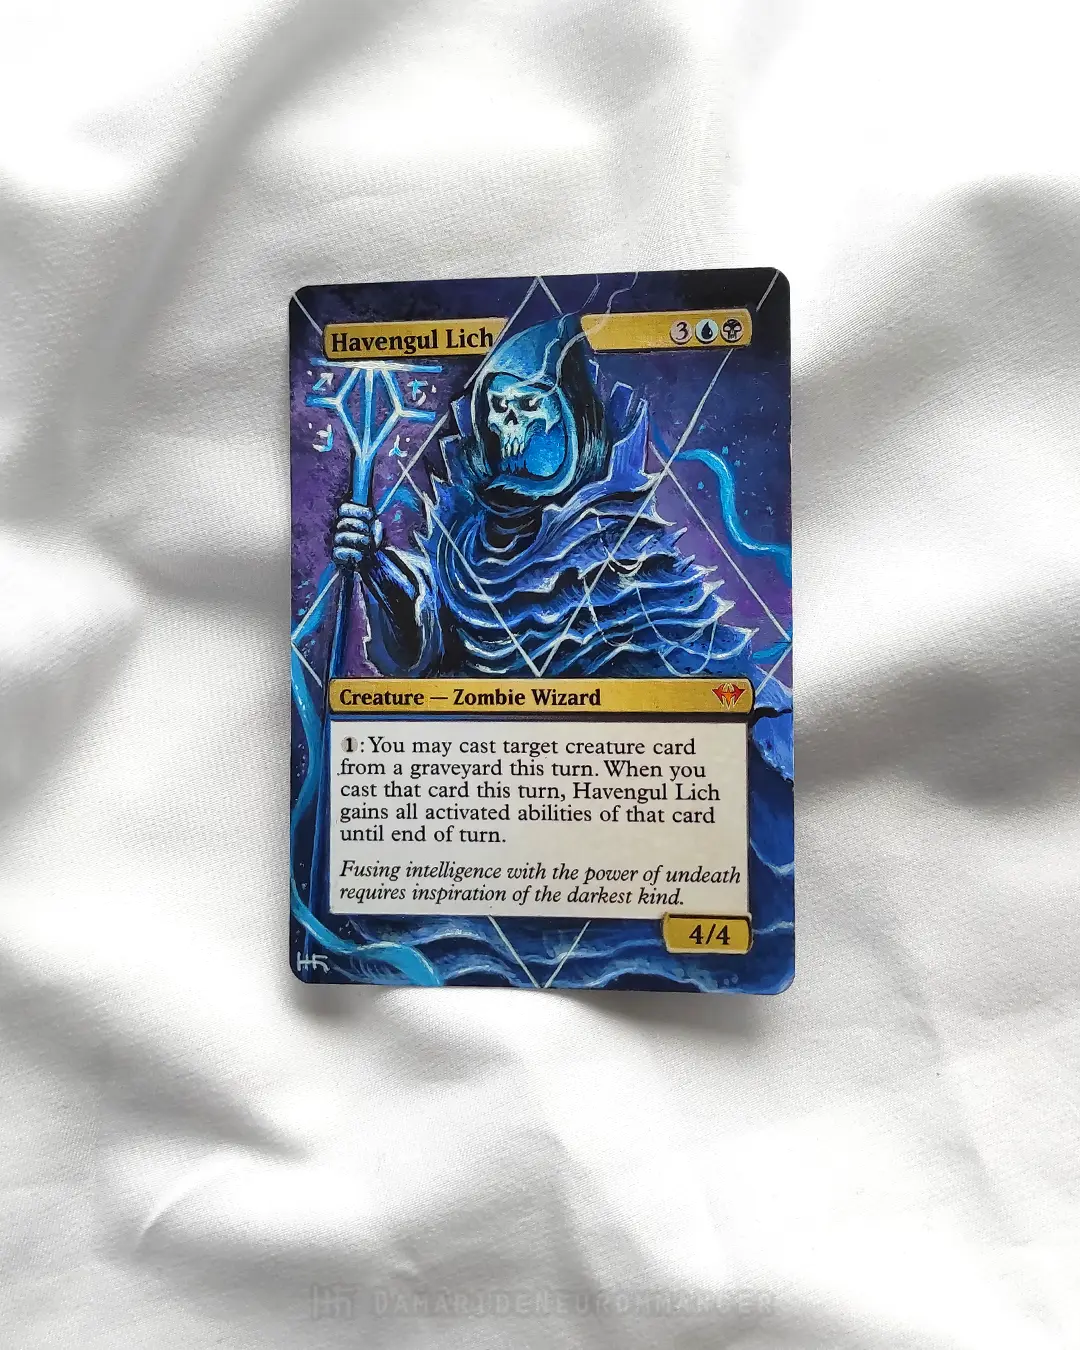 Havengul Lich 3
Creature — Zombie Wizard
1: You may cast target creature card
from a graveyard this turn. When you
cast that card this turn, Havengul Lich
gains all activated abilities of that card
until end of turn.
Fusing intelligence with the power of undeath
requires inspiration of the darkest kind.
4/4